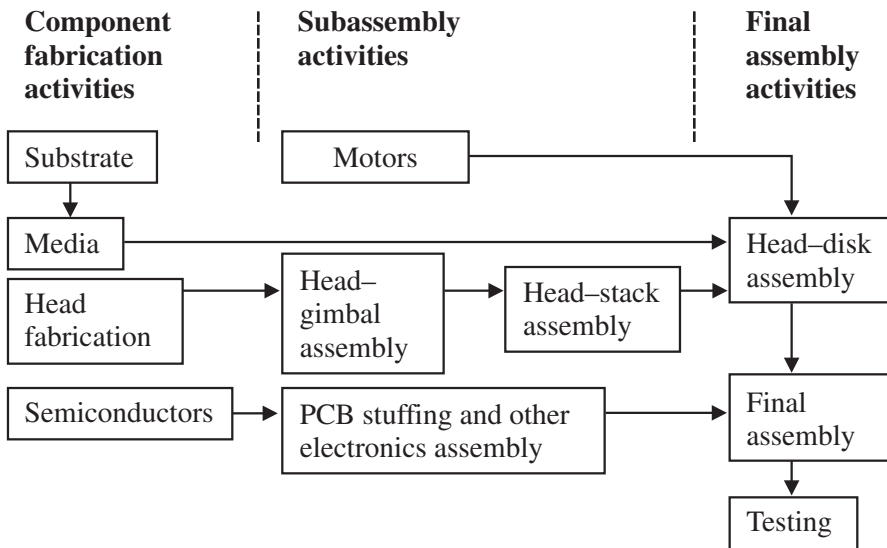 Component
fabrication
activities
Subassembly
activities
Final
assembly
activities
Substrate
Motors
Media
Head–disk
assembly
Head
fabrication
Head–
gimbal
assembly
Head–stack
assembly
Semiconductors
PCB stuffing and other
electronics assembly
Final
assembly
Testing